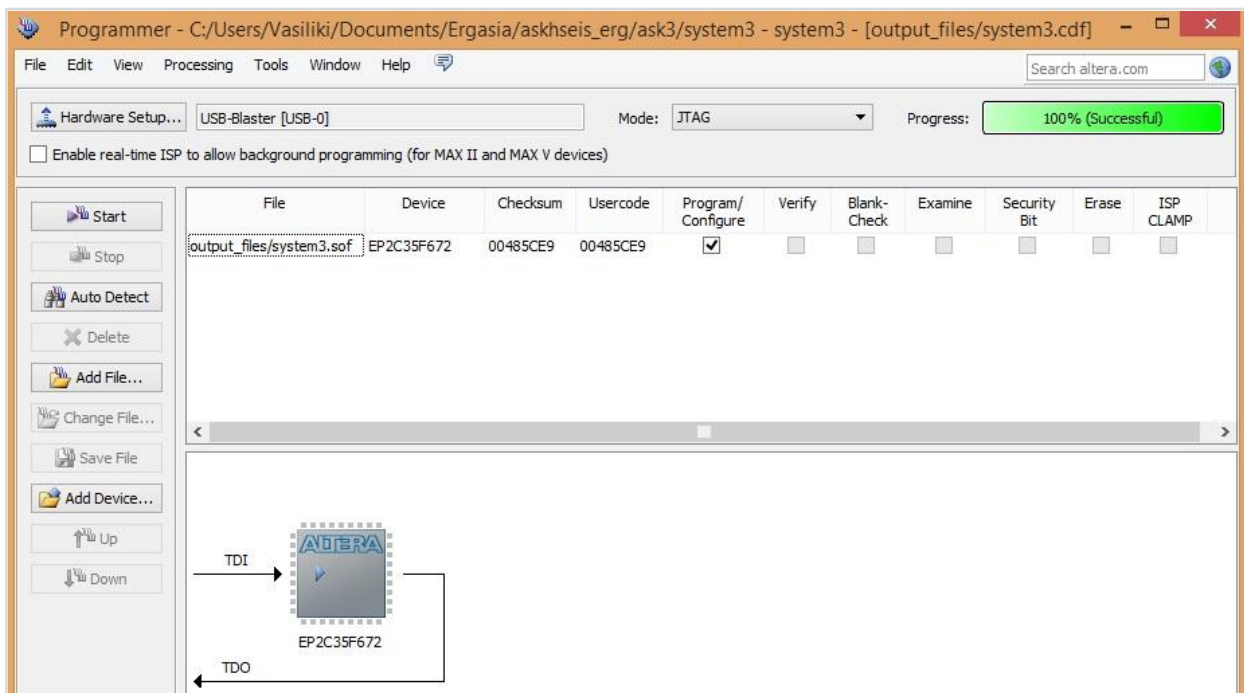 Programmer - C:/Users/Vasiliki/Documents/Ergasia/askhseis_erg/ask3/system3 - system3 - [output_files/system3.cdf]
File Edit View Processing Tools Window Help
Search altera.com
Hardware Setup... USB-Blaster [USB-0] Mode: JTAG Progress: 100% (Successful)
Enable real-time ISP to allow background programming (for MAX II and MAX V devices)
Start
Stop
Auto Detect
Delete
Add File...
Change File...
Save File
Add Device...
Up
Down
File Device Checksum Usercode Program/ Configure Verify Blank- Check Examine Security Bit Erase ISP CLAMP
output_files/system3.sof EP2C35F672 00485CE9 00485CE9
TDI
ALTERA
EP2C35F672
TDO